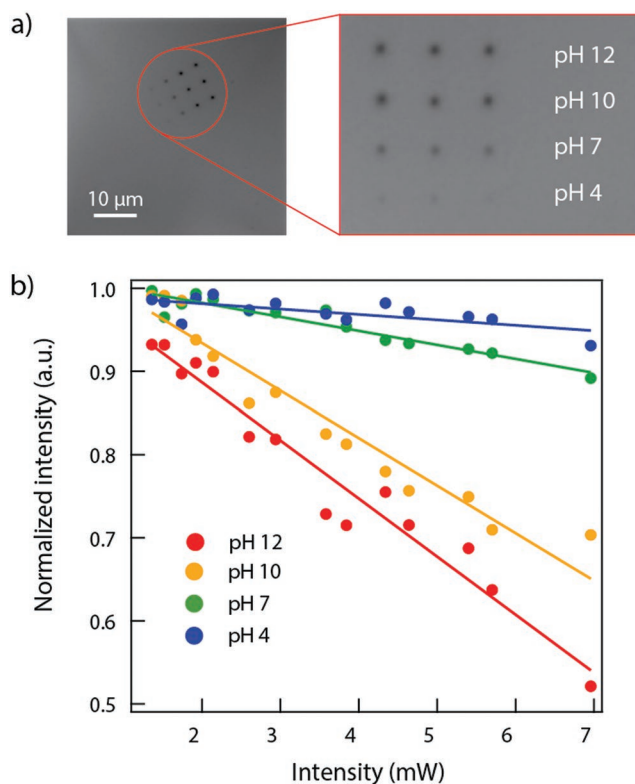 a)
pH 12
pH 10
pH 7
pH 4
10 μm
b)
1.0
0.9
0.8
0.7
0.6
0.5
Normalized intensity (a.u.)
pH 12
pH 10
pH 7
pH 4
2 3 4 5 6 7
Intensity (mW)